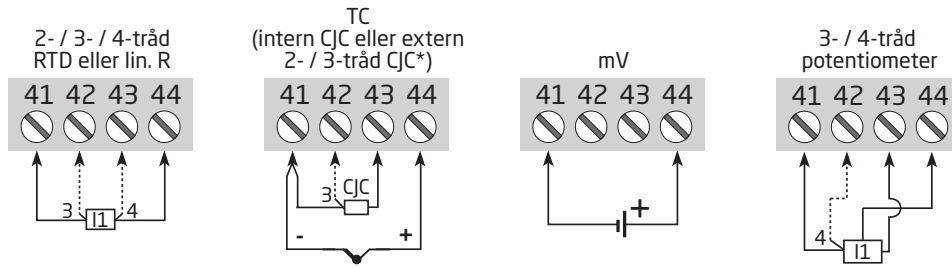 2- / 3- / 4-tråd
RTD eller lin. R
41 42 43 44
3 I1 4
TC
(intern CJC eller extern
2- / 3-tråd CJC*)
41 42 43 44
3 CJC
- +
mV
41 42 43 44
+
3- / 4-tråd
potentiometer
41 42 43 44
4 I1